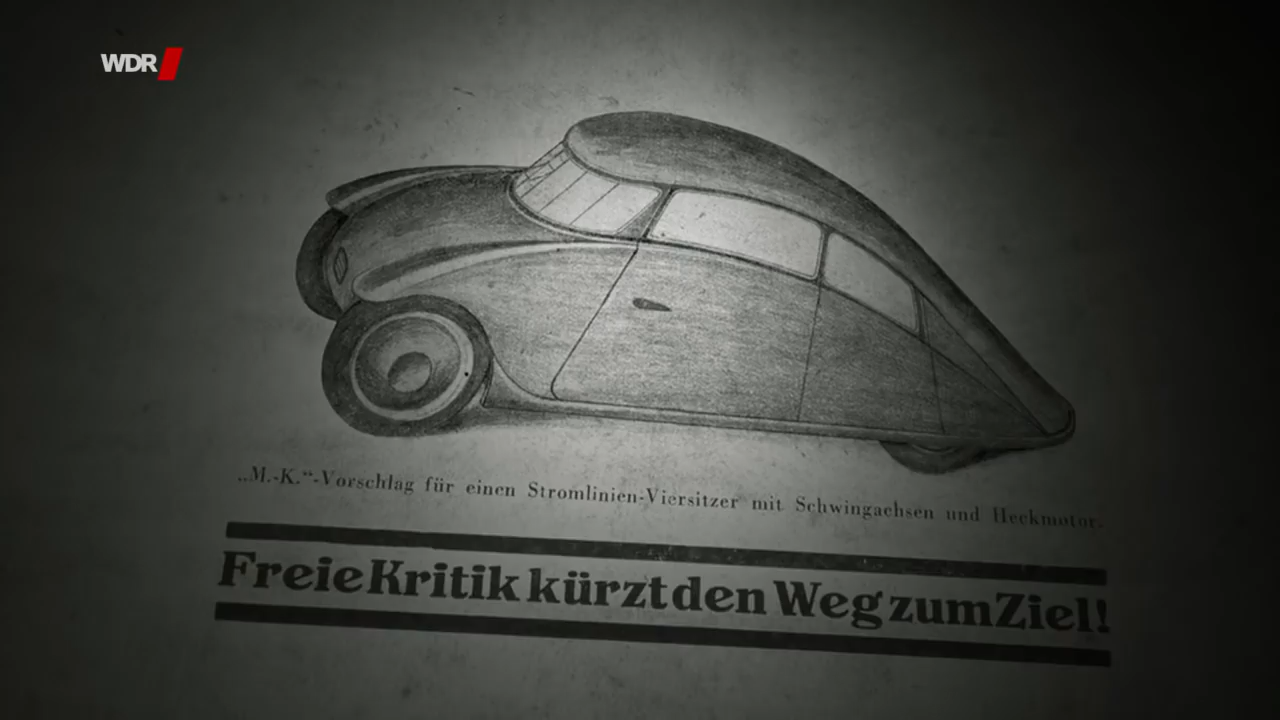 WDR
„M.-K."-Vorschlag für einen Stromlinien-Viersitzer mit Schwingachsen und Heckmotor.
Freie Kritik kürzt den Weg zum Ziel!